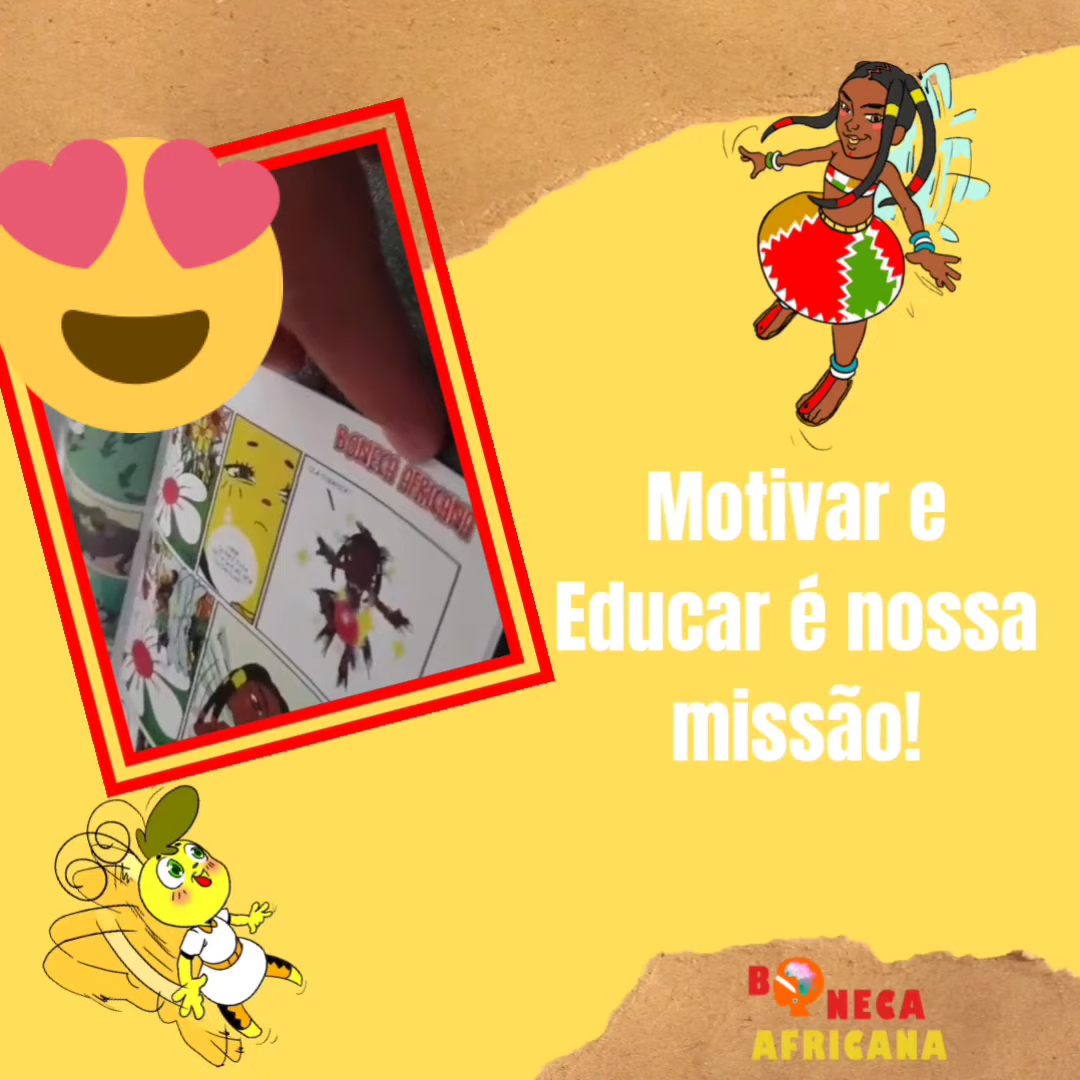 BONECA AFRICANA
Motivar e
Educar é nossa
missão!
BONECA
AFRICANA